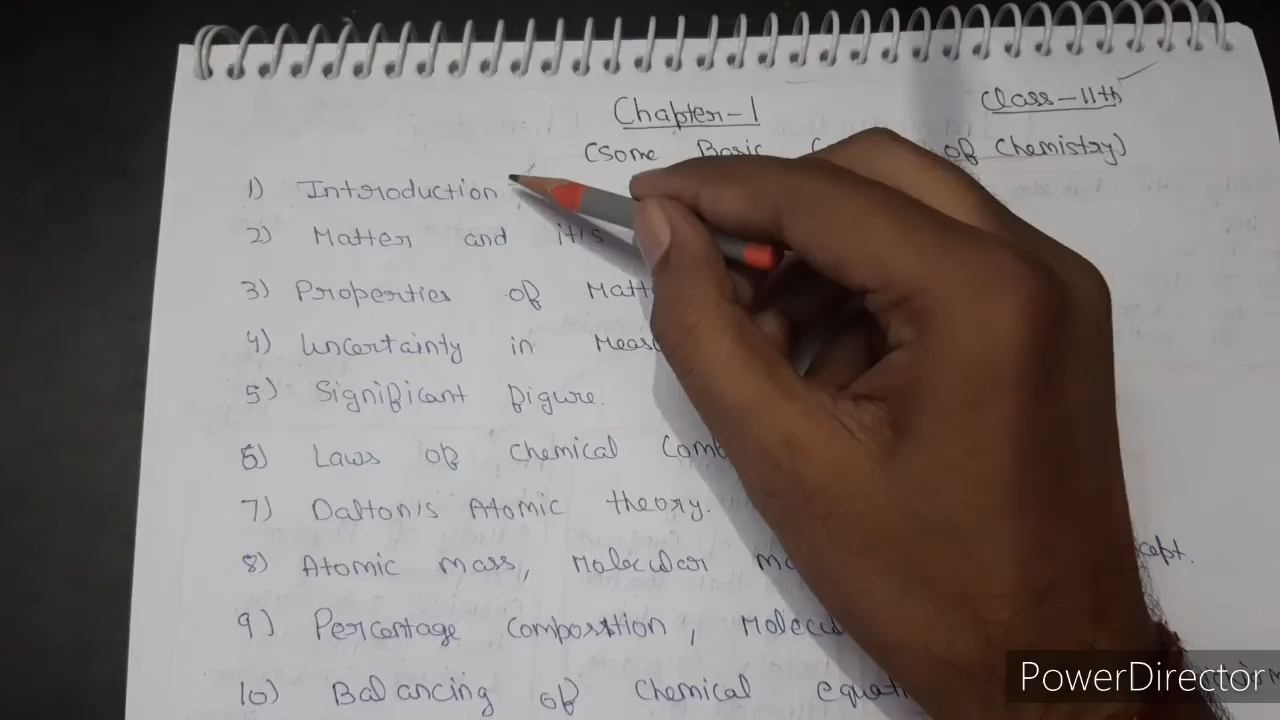 Chapter-1
Class-11th
(Some Basic of Chemistry)
1) Introduction
2) Matter and it's
3) Properties of
4) Uncertainty in
5) Significant figure.
6) Laws of Chemical
7) Dalton's Atomic theory.
8) Atomic mass, Molecular
9) Percentage Composition,
10) Balancing of Chemical
PowerDirector